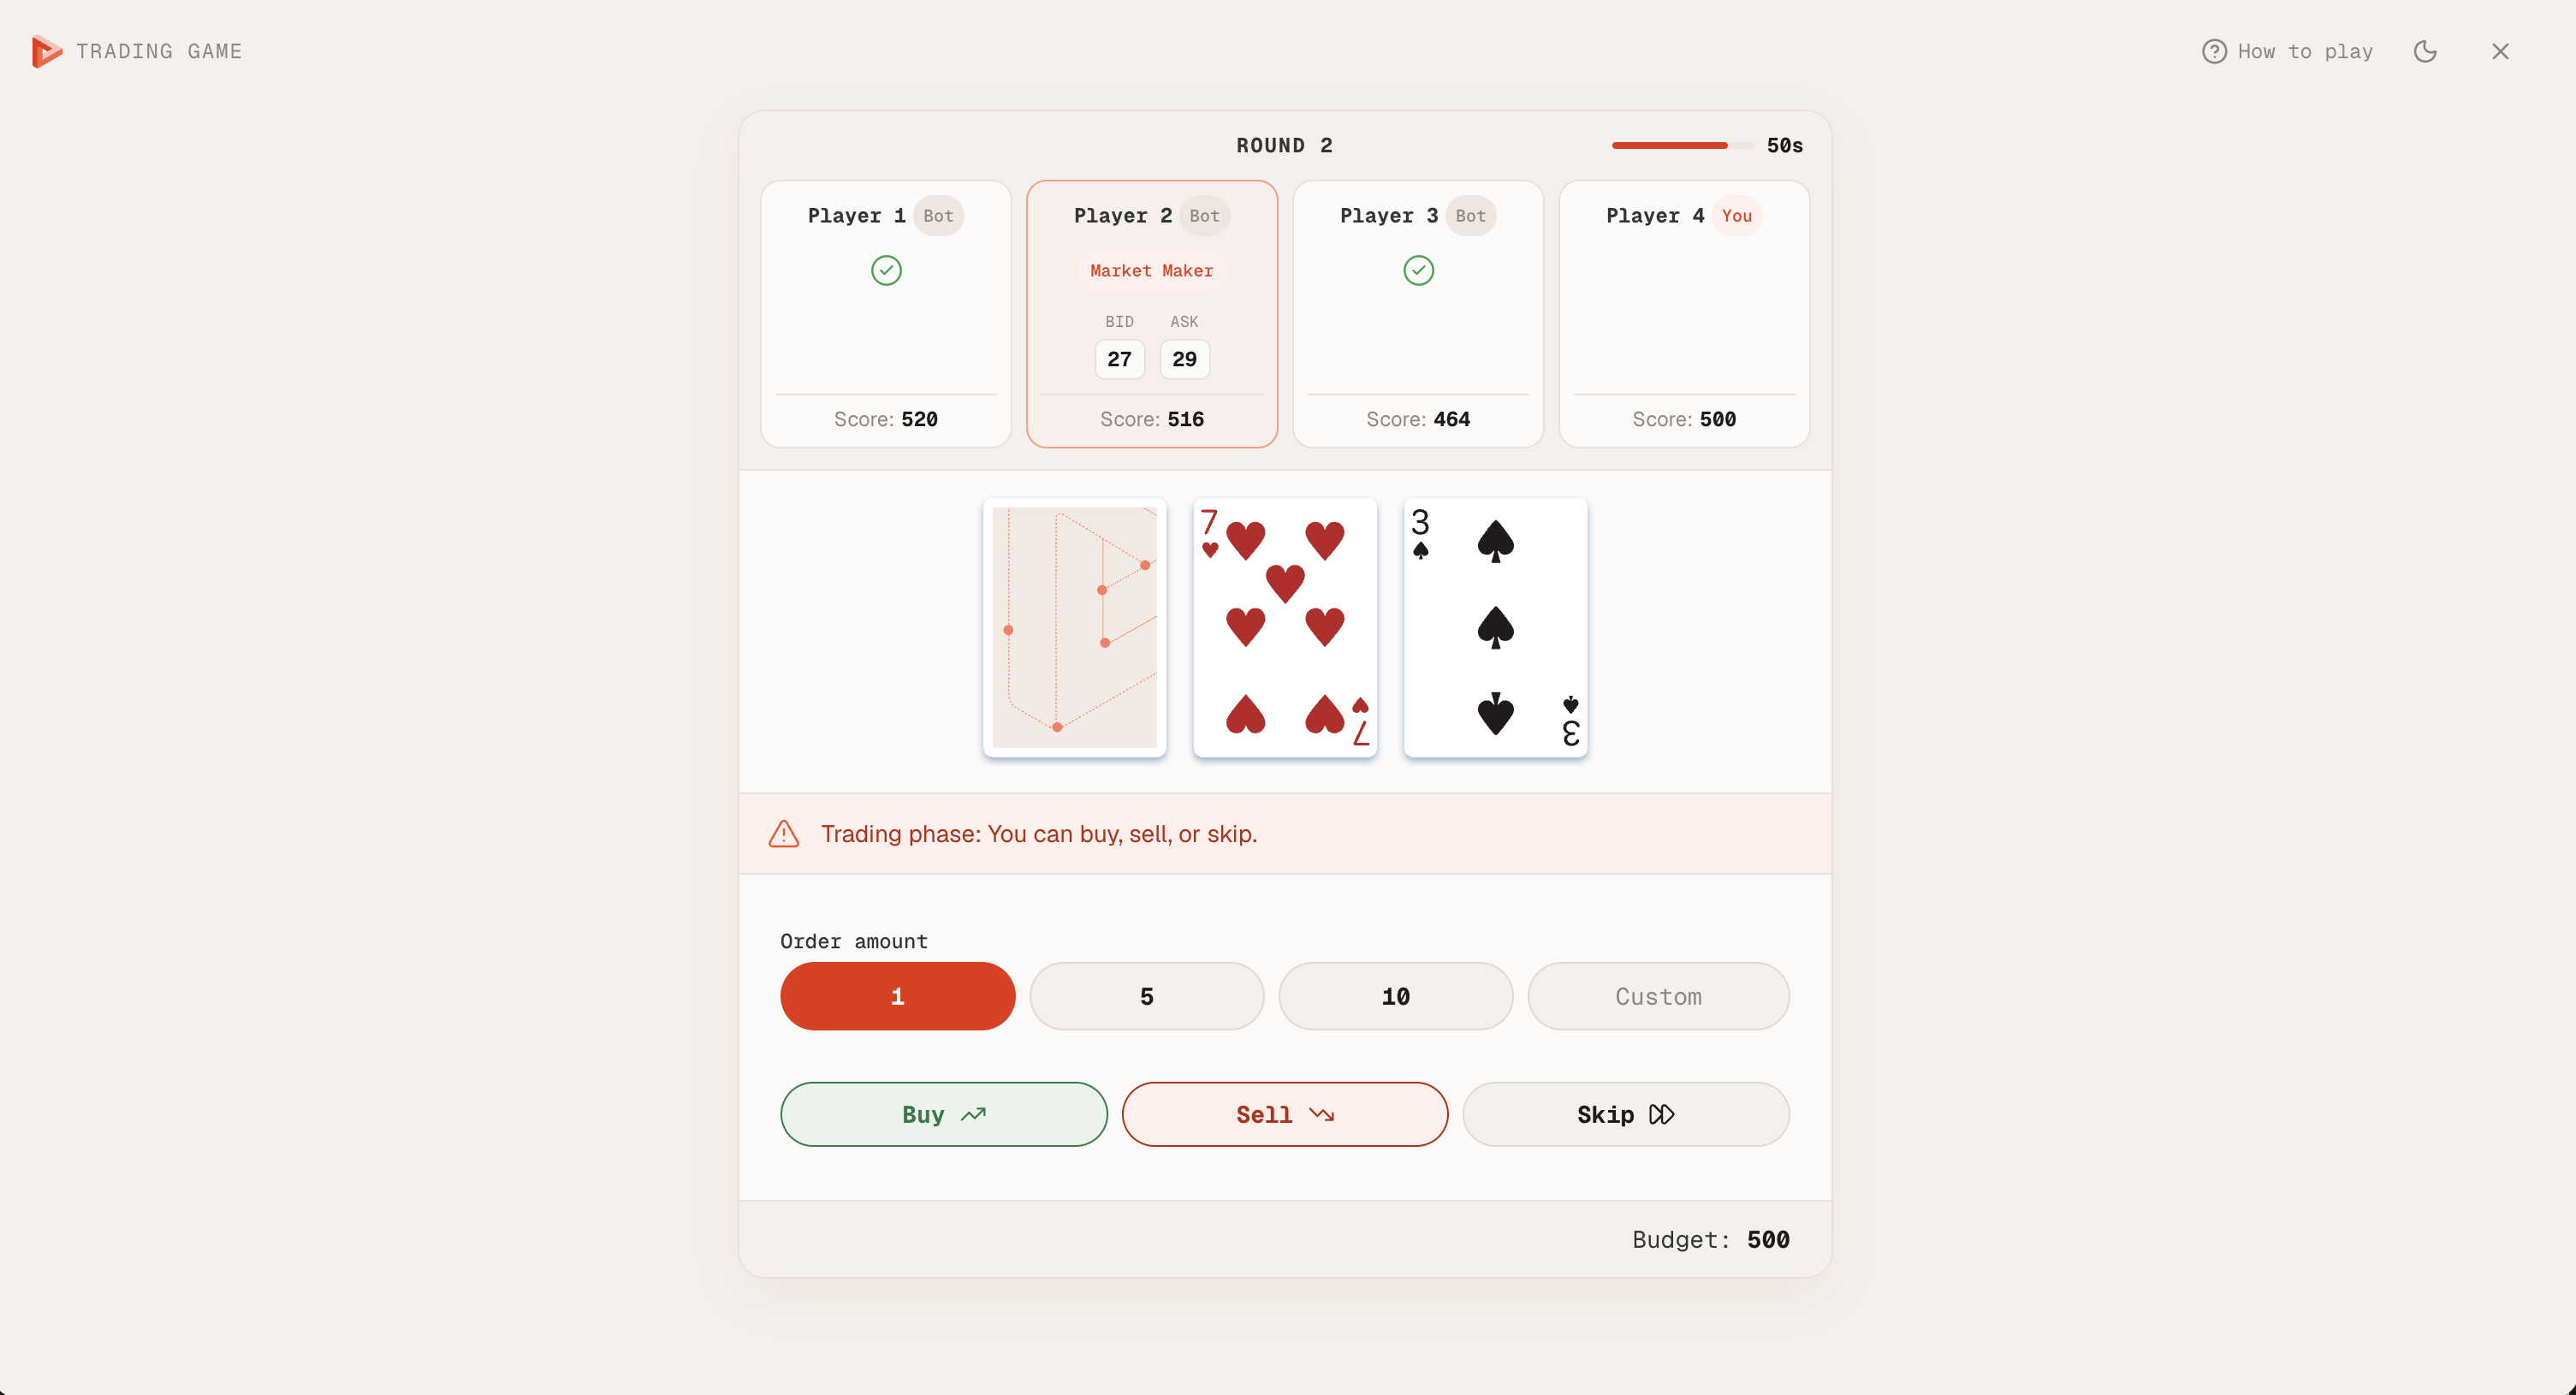 TRADING GAME
How to play
ROUND 2
50s
Player 1 Bot
Score: 520
Player 2 Bot
Market Maker
BID ASK
27 29
Score: 516
Player 3 Bot
Score: 464
Player 4 You
Score: 500
7
7
3
3
Trading phase: You can buy, sell, or skip.
Order amount
1 5 10 Custom
Buy Sell Skip
Budget: 500